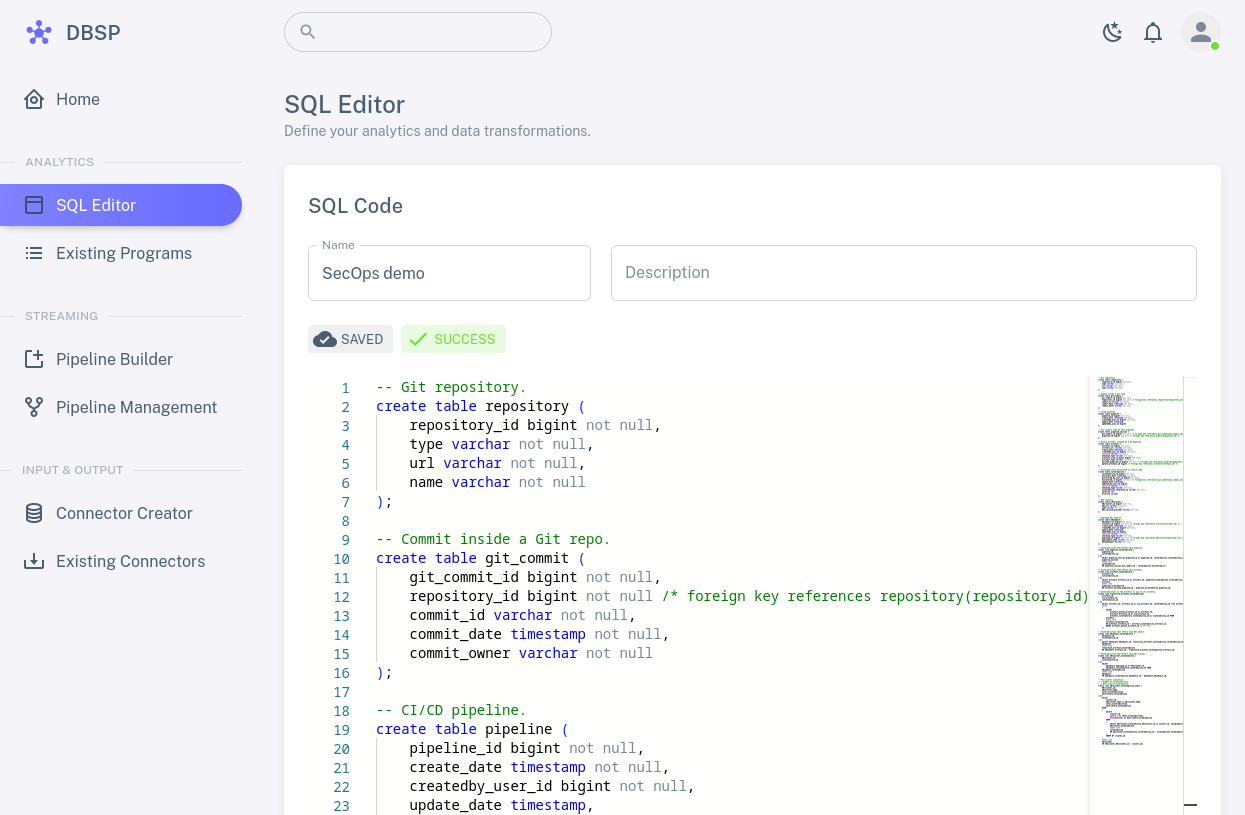 DBSP
Home
SQL Editor
Define your analytics and data transformations.
ANALYTICS
SQL Editor
Existing Programs
STREAMING
Pipeline Builder
Pipeline Management
INPUT & OUTPUT
Connector Creator
Existing Connectors
SQL Code
Name
SecOps demo
Description
SAVED
SUCCESS
1 -- Git repository.
2 create table repository (
3 repository_id bigint not null,
4 type varchar not null,
5 url varchar not null,
6 name varchar not null
7 );
8
9 -- Commit inside a Git repo.
10 create table git_commit (
11 git_commit_id bigint not null,
12 repository_id bigint not null /* foreign key references repository(repository_id)
13 commit_id varchar not null,
14 commit_date timestamp not null,
15 commit_owner varchar not null
16 );
17
18 -- CI/CD pipeline.
19 create table pipeline (
20 pipeline_id bigint not null,
21 create_date timestamp not null,
22 createdby_user_id bigint not null,
23 update_date timestamp,